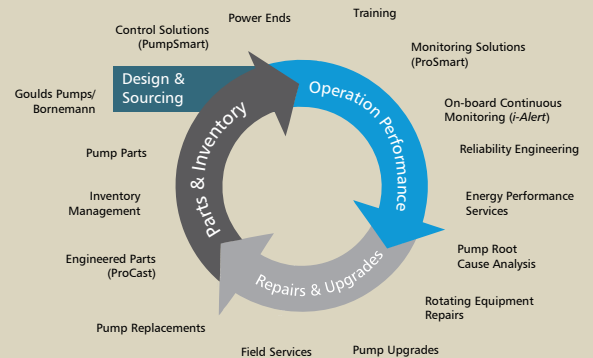 Power Ends
Training
Control Solutions
(PumpSmart)
Monitoring Solutions
(ProSmart)
Design &
Sourcing
Operation Performance
Goulds Pumps/
Bornemann
On-board Continuous
Monitoring (i-Alert)
Parts & Inventory
Pump Parts
Reliability Engineering
Inventory
Management
Energy Performance
Services
Engineered Parts
(ProCast)
Pump Root
Cause Analysis
Repairs & Upgrades
Rotating Equipment
Repairs
Pump Replacements
Field Services
Pump Upgrades